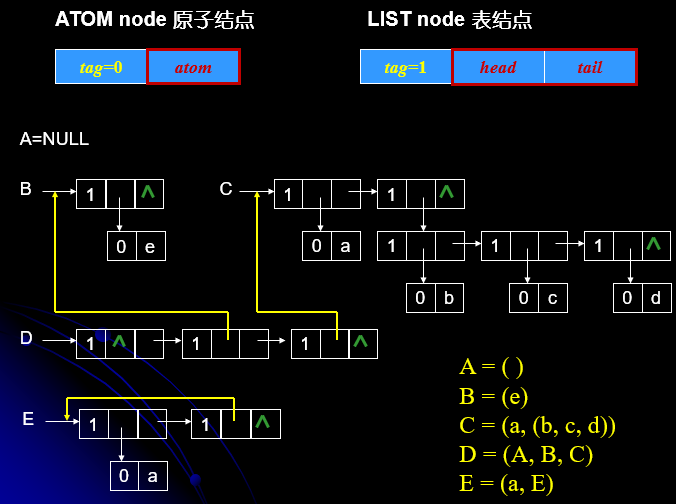 ATOM node 原子结点
LIST node 表结点
tag=0 atom
tag=1 head tail
A=NULL
B 1 ^
C 1 1 ^
0 e
0 a
1 1 1 ^
0 b
0 c
0 d
D 1 ^ 1 1 ^
E 1 1 ^
0 a
A = ( )
B = (e)
C = (a, (b, c, d))
D = (A, B, C)
E = (a, E)